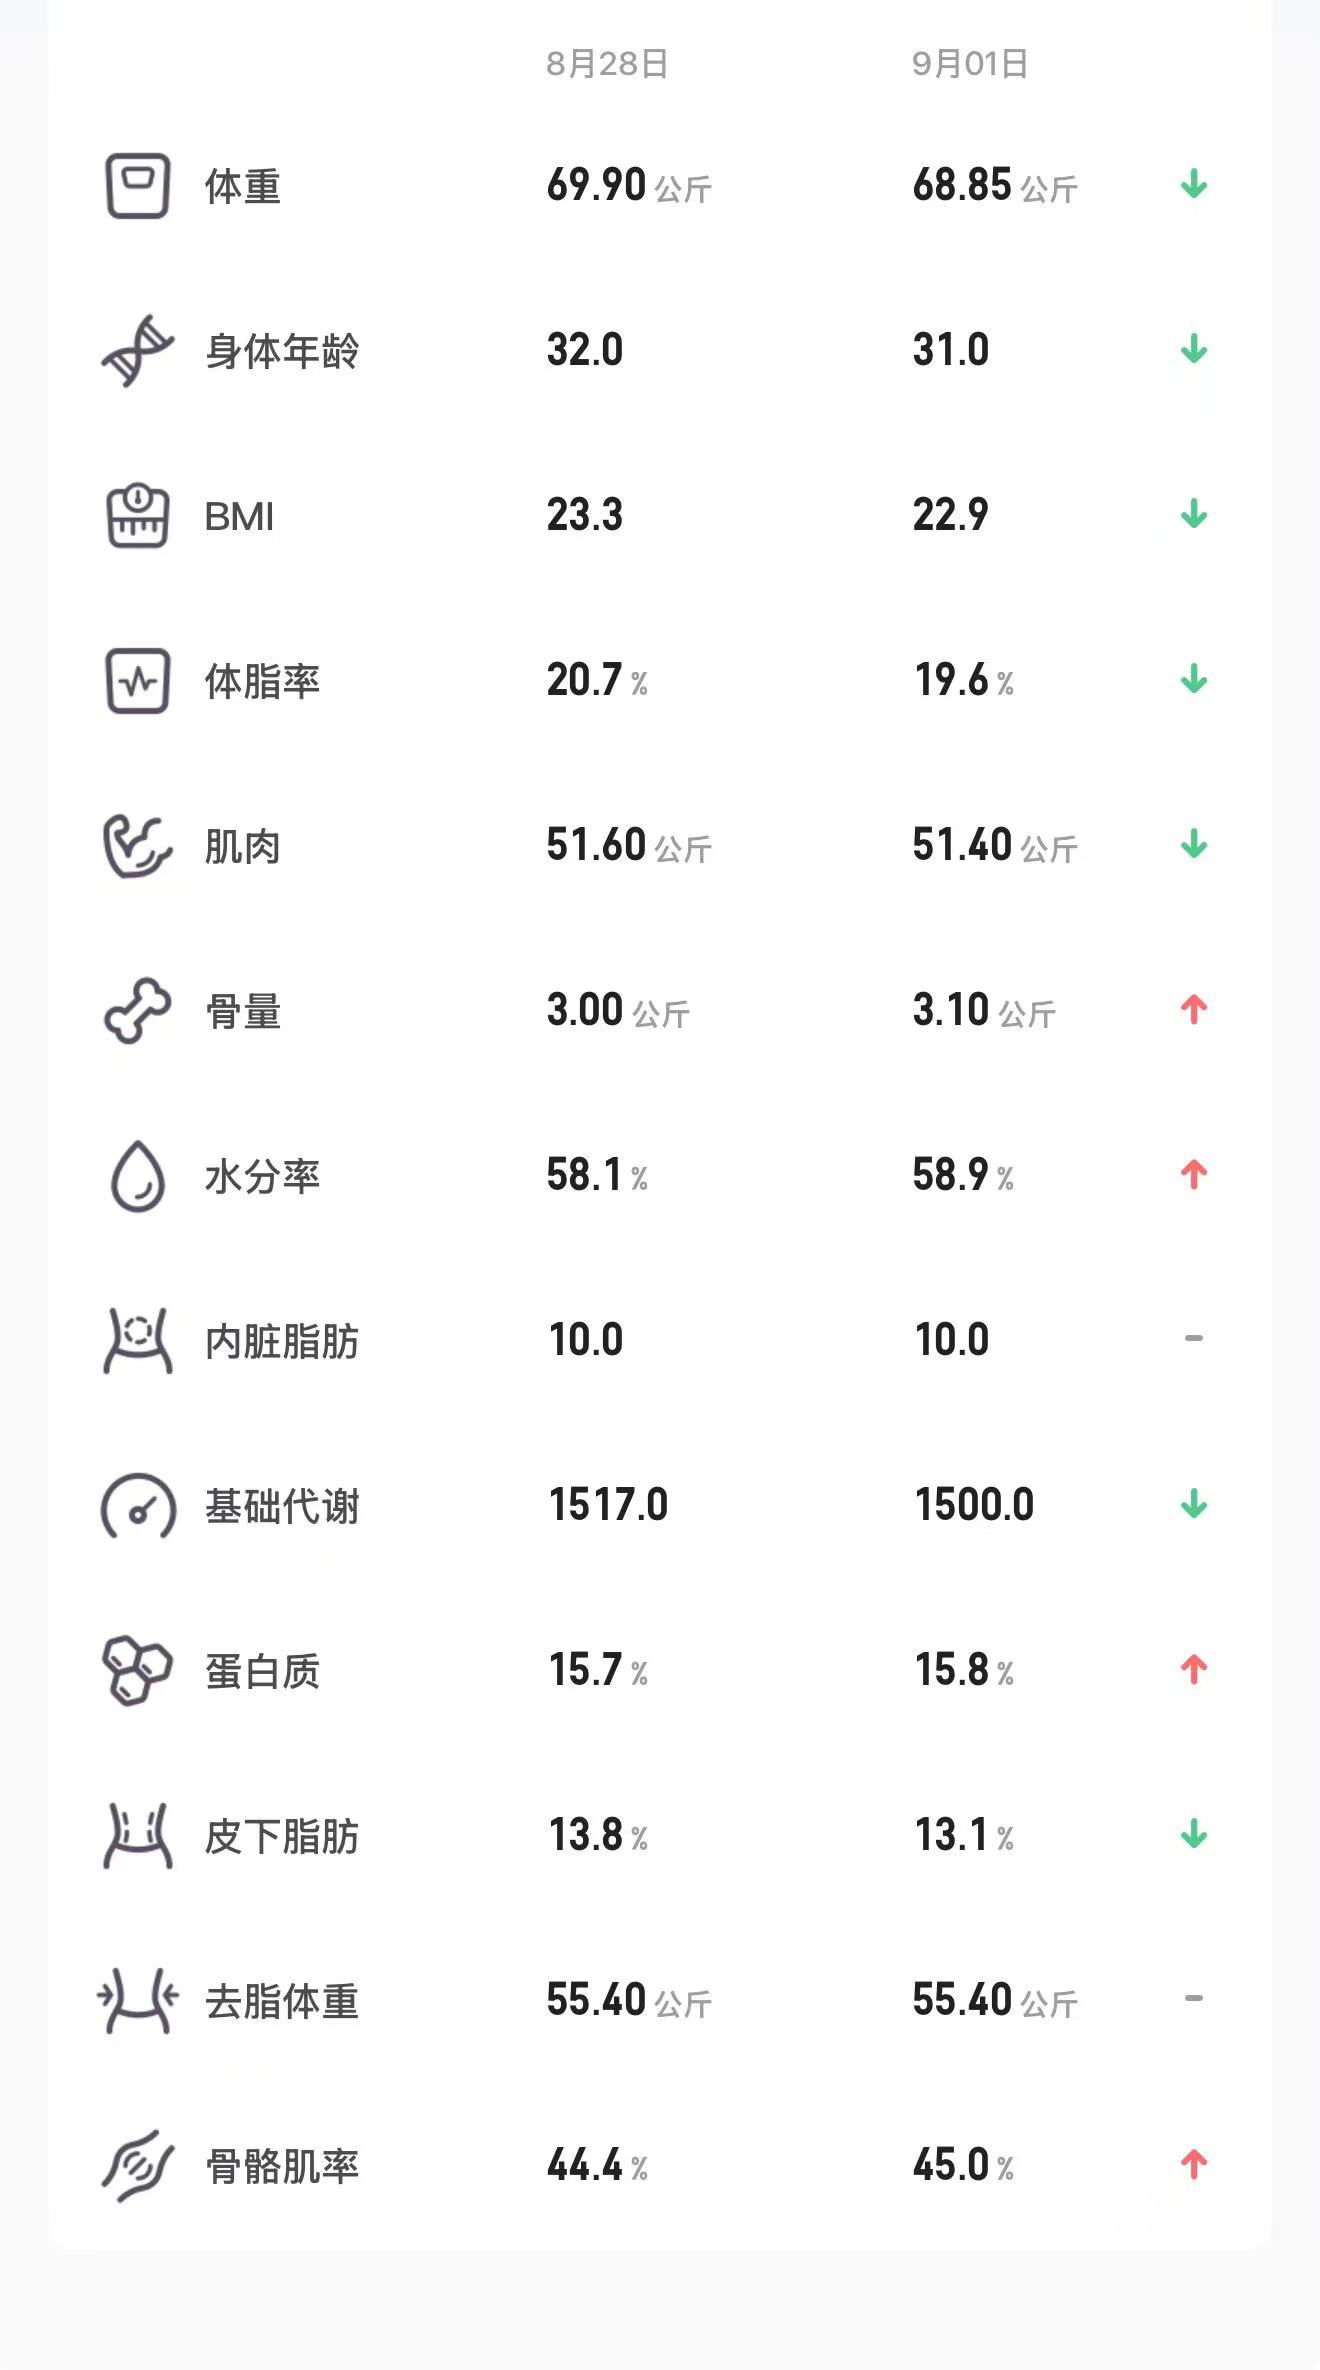 8月28日 9月01日
体重 69.90 公斤 68.85 公斤
身体年龄 32.0 31.0
BMI 23.3 22.9
体脂率 20.7 % 19.6 %
肌肉 51.60 公斤 51.40 公斤
骨量 3.00 公斤 3.10 公斤
水分率 58.1 % 58.9 %
内脏脂肪 10.0 10.0
基础代谢 1517.0 1500.0
蛋白质 15.7 % 15.8 %
皮下脂肪 13.8 % 13.1 %
去脂体重 55.40 公斤 55.40 公斤
骨骼肌率 44.4 % 45.0 %